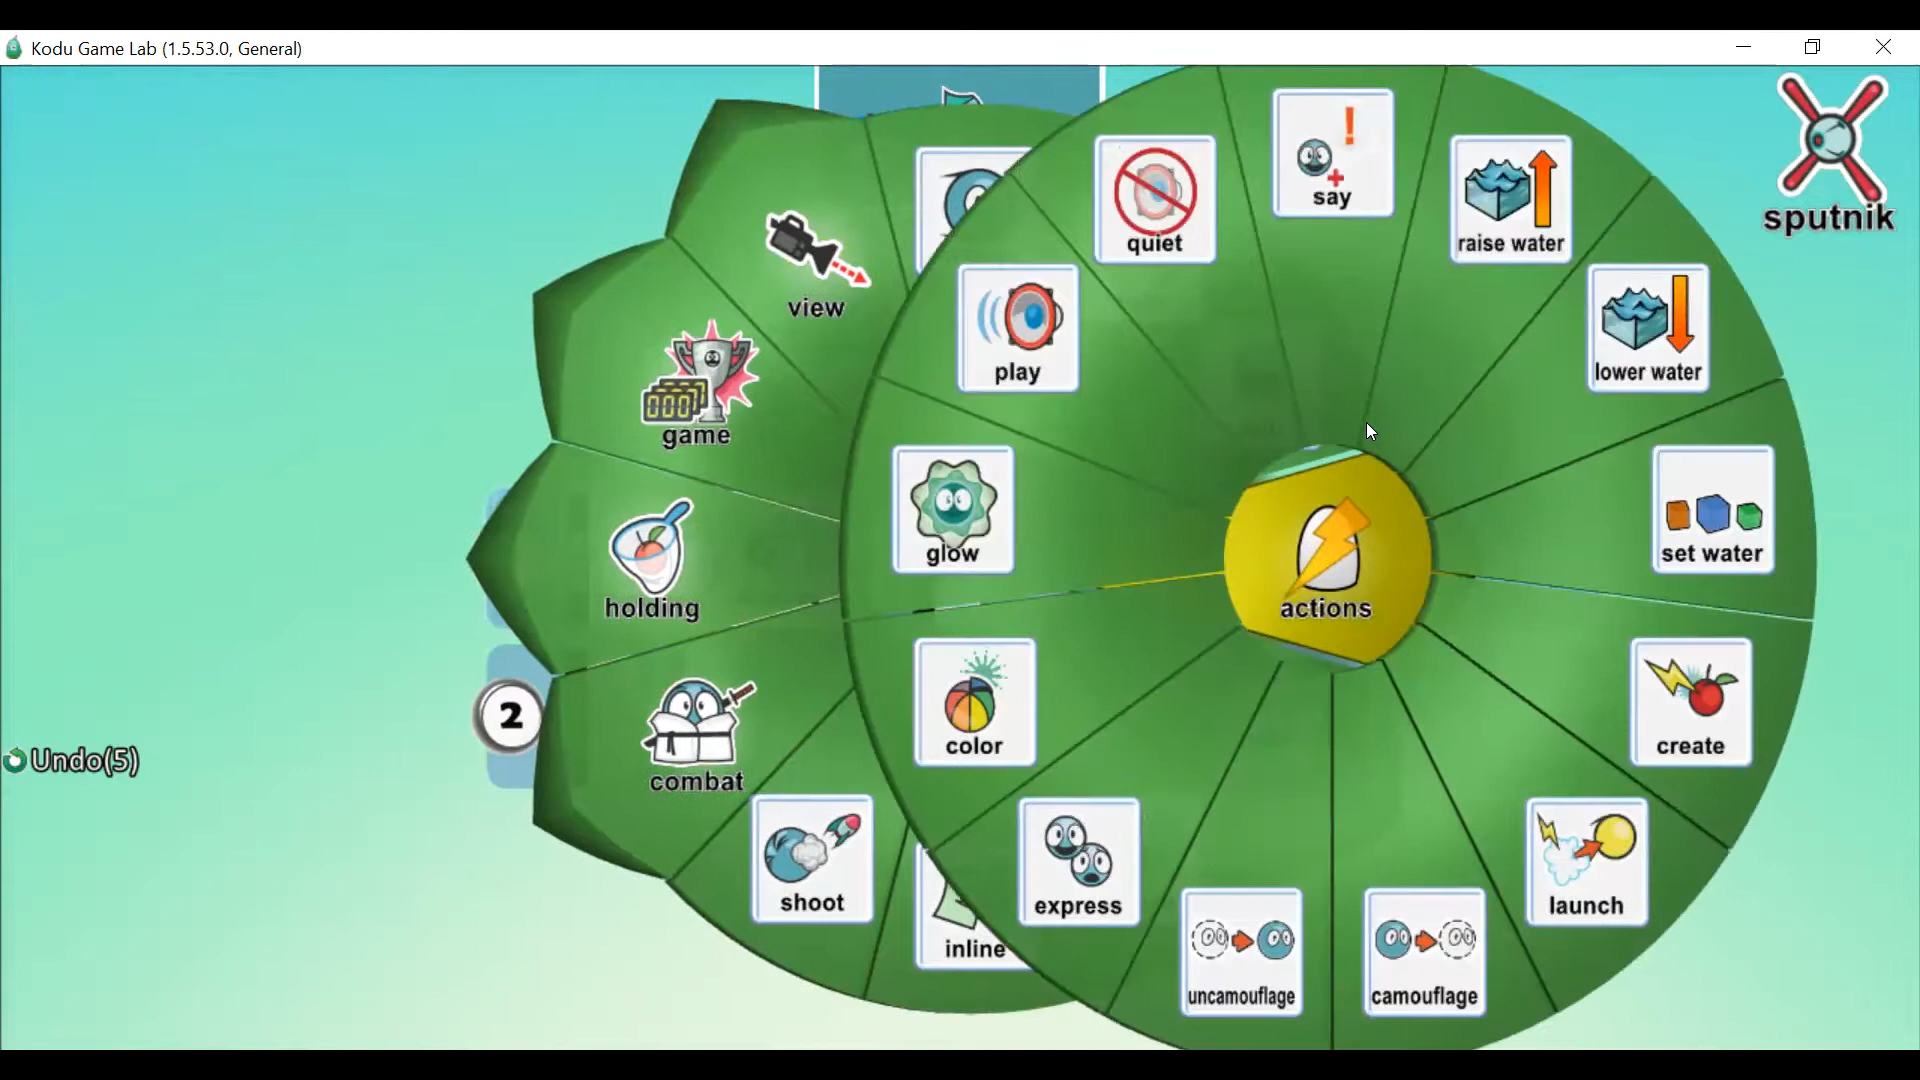 Kodu Game Lab (1.5.53.0, General)
sputnik
say
quiet
raise water
view
play
lower water
game
000
glow
set water
holding
actions
2
Undo(5)
combat
color
create
shoot
express
launch
inline
uncamouflage
camouflage